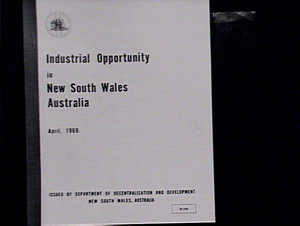 Industrial Opportunity
in
New South Wales
Australia
April, 1969.
ISSUED BY DEPARTMENT OF DECENTRALISATION AND DEVELOPMENT
NEW SOUTH WALES, AUSTRALIA